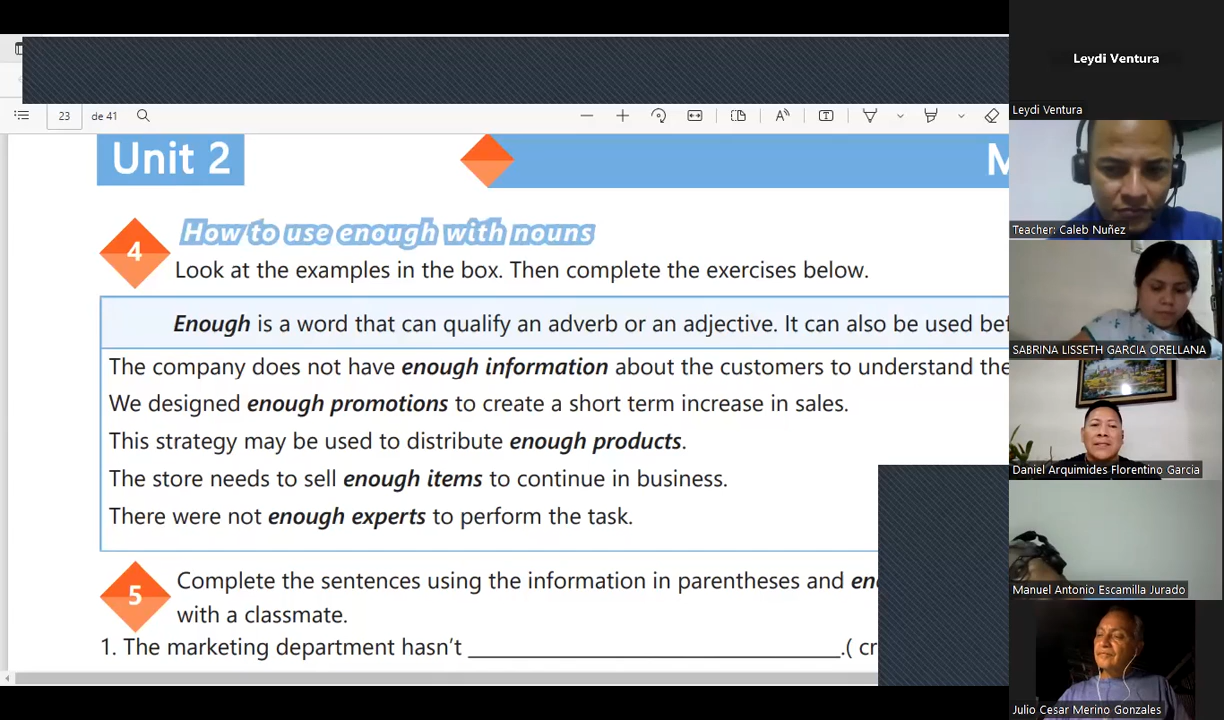 Leydi Ventura
Leydi Ventura
23 de 41
Unit 2
M
4
How to use enough with nouns
Look at the examples in the box. Then complete the exercises below.
Enough is a word that can qualify an adverb or an adjective. It can also be used bef
The company does not have enough information about the customers to understand the
We designed enough promotions to create a short term increase in sales.
This strategy may be used to distribute enough products.
The store needs to sell enough items to continue in business.
There were not enough experts to perform the task.
5
Complete the sentences using the information in parentheses and en
with a classmate.
1. The marketing department hasn't ______________________________.( cr
Teacher: Caleb Nuñez
SABRINA LISSETH GARCIA ORELLANA
Daniel Arquimides Florentino Garcia
Manuel Antonio Escamilla Jurado
Julio Cesar Merino Gonzales